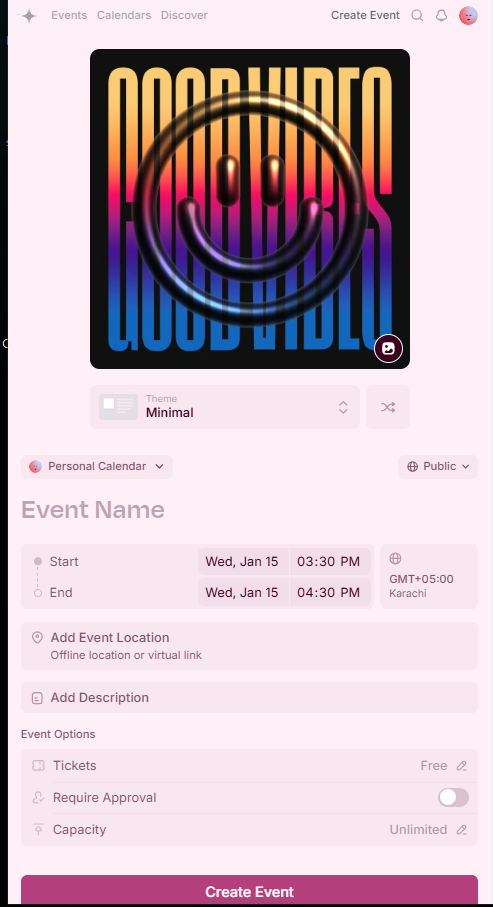 Events Calendars Discover Create Event
GOOD VIBES
Theme
Minimal
Personal Calendar Public
Event Name
Start Wed, Jan 15 03:30 PM
End Wed, Jan 15 04:30 PM
GMT+05:00
Karachi
Add Event Location
Offline location or virtual link
Add Description
Event Options
Tickets Free
Require Approval
Capacity Unlimited
Create Event